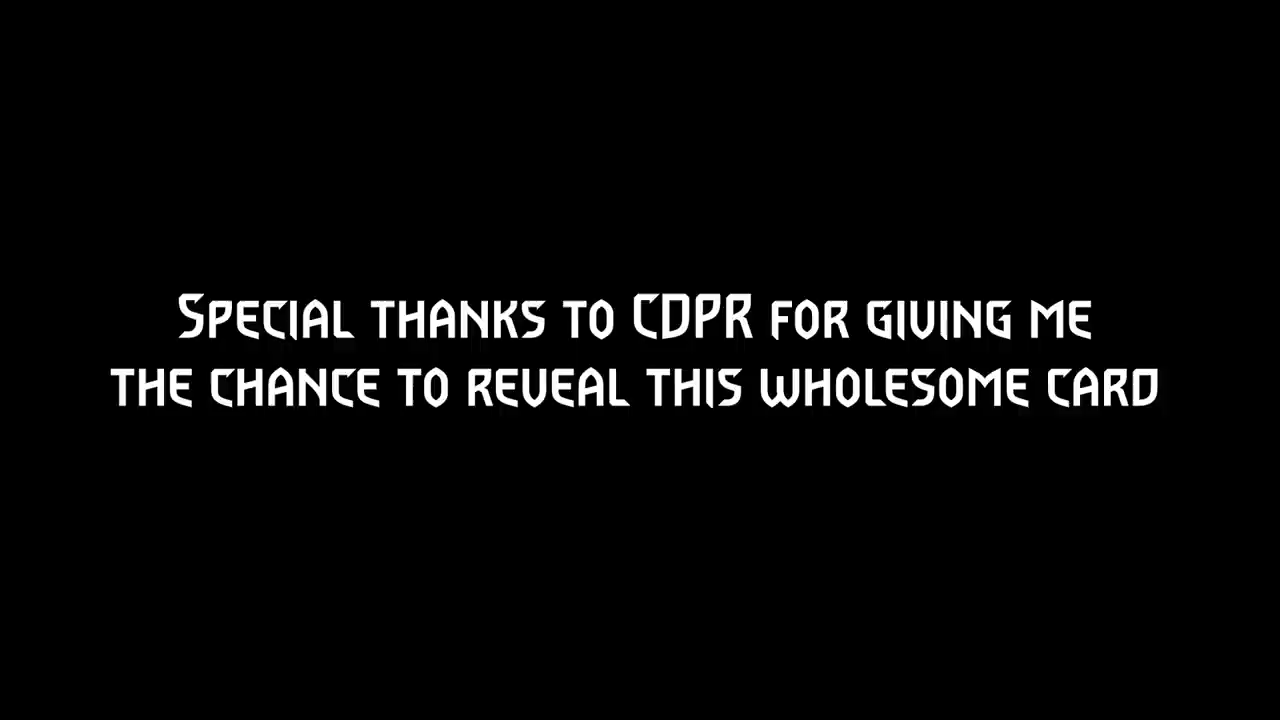 Special thanks to CDPR for giving me
the chance to reveal this wholesome card